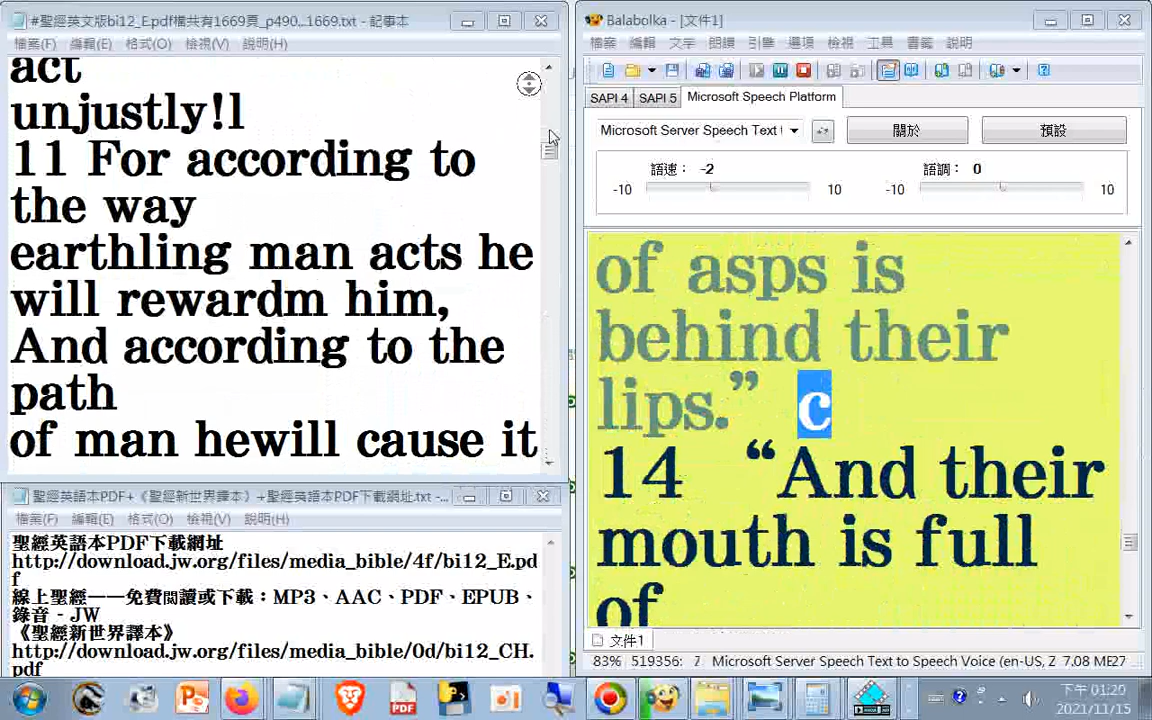 #聖經英文版bi12_E.pdf檔共有1669頁_p490,..1669.txt - 記事本
檔案(F) 編輯(E) 格式(O) 檢視(V) 說明(H)
act
unjustly!l
11 For according to
the way
earthling man acts he
will rewardm him,
And according to the
path
of man hewill cause it
聖經英語本PDF+《聖經新世界譯本》+聖經英語本PDF下載網址.txt -...
檔案(F) 編輯(E) 格式(O) 檢視(V) 說明(H)
聖經英語本PDF下載網址
http://download.jw.org/files/media_bible/4f/bi12_E.pd
f
線上聖經——免費閱讀或下載：MP3、AAC、PDF、EPUB、
錄音 - JW
《聖經新世界譯本》
http://download.jw.org/files/media_bible/0d/bi12_CH.
pdf
Balabolka - [文件1]
檔案 編輯 文字 朗讀 引擎 選項 檢視 工具 書籤 說明
SAPI 4 SAPI 5 Microsoft Speech Platform
Microsoft Server Speech Text 關於 預設
語速： -2 語調： 0
-10 10 -10 10
of asps is
behind their
lips.” c
14 “And their
mouth is full
of
文件1
83% 519356: Microsoft Server Speech Text to Speech Voice (en-US, Z 7.08 ME27
PDF
下午 01:20
2021/11/15